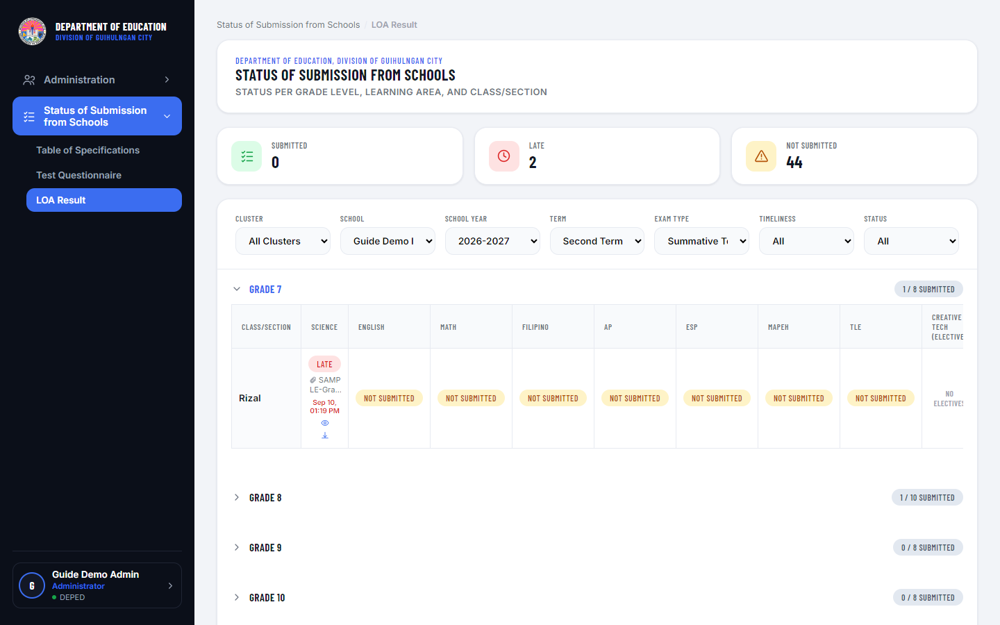 DEPARTMENT OF EDUCATION
DIVISION OF GUIHULNGAN CITY
Administration
Status of Submission
from Schools
Table of Specifications
Test Questionnaire
LOA Result
G
Guide Demo Admin
Administrator
DEPED
Status of Submission from Schools / LOA Result
DEPARTMENT OF EDUCATION, DIVISION OF GUIHULNGAN CITY
STATUS OF SUBMISSION FROM SCHOOLS
STATUS PER GRADE LEVEL, LEARNING AREA, AND CLASS/SECTION
SUBMITTED
0
LATE
2
NOT SUBMITTED
44
CLUSTER SCHOOL SCHOOL YEAR TERM EXAM TYPE TIMELINESS STATUS
All Clusters Guide Demo 2026-2027 Second Term Summative All All
GRADE 7 1 / 8 SUBMITTED
CLASS/SECTION SCIENCE ENGLISH MATH FILIPINO AP ESP MAPEH TLE CREATIVE
TECH
(ELECTIVE
Rizal
LATE
SAMP
LE-Gra...
Sep 10,
01:19 PM
NOT SUBMITTED NOT SUBMITTED NOT SUBMITTED NOT SUBMITTED NOT SUBMITTED NOT SUBMITTED NOT SUBMITTED
NO
ELECTIVES
GRADE 8 1 / 10 SUBMITTED
GRADE 9 0 / 8 SUBMITTED
GRADE 10 0 / 8 SUBMITTED